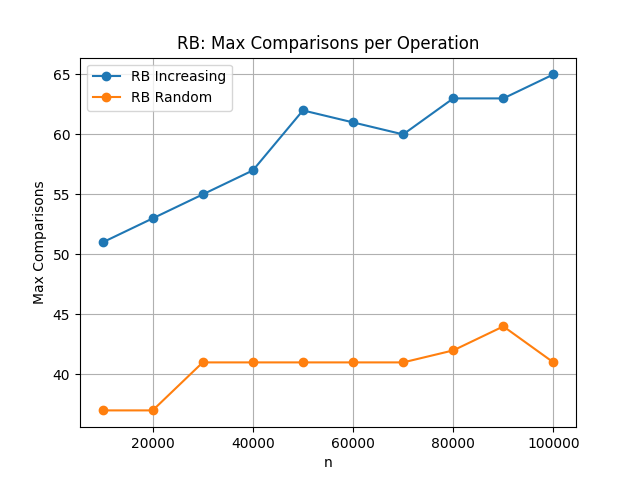 RB: Max Comparisons per Operation
RB Increasing
RB Random
Max Comparisons
65
60
55
50
45
40
20000 40000 60000 80000 100000
n